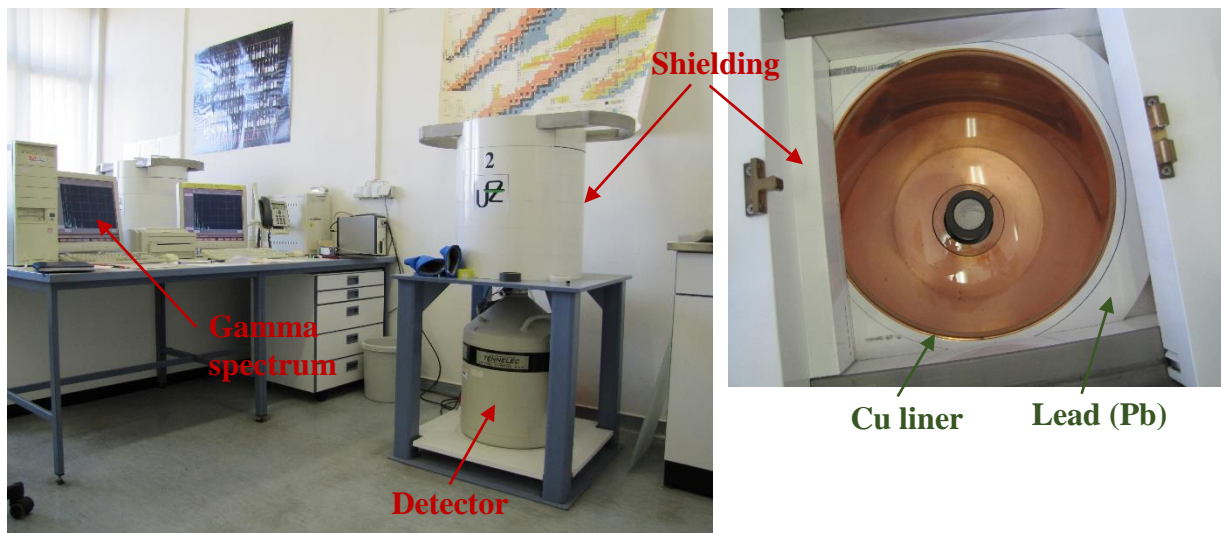 Shielding
2
UZ
Gamma
spectrum
TENNELEC
Detector
Cu liner
Lead (Pb)